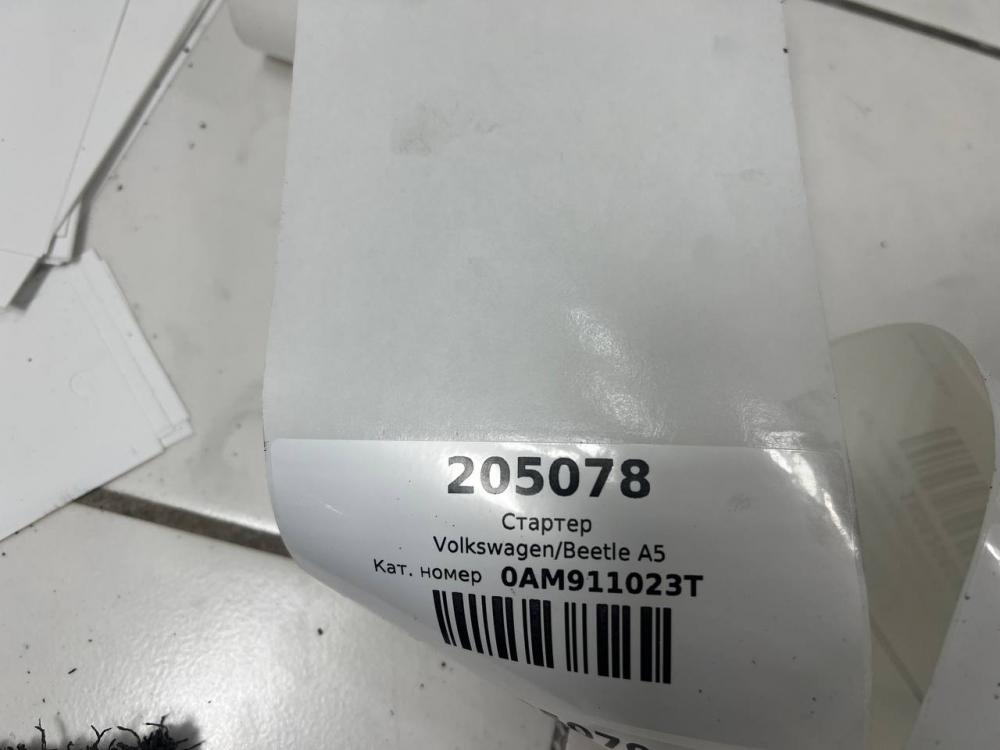 205078
Стартер
Volkswagen/Beetle A5
Кат. номер 0AM911023T